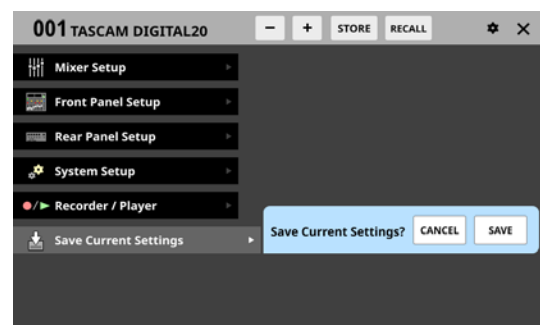 001 TASCAM DIGITAL20 − + STORE RECALL
Mixer Setup
Front Panel Setup
Rear Panel Setup
System Setup
Recorder / Player
Save Current Settings
Save Current Settings? CANCEL SAVE